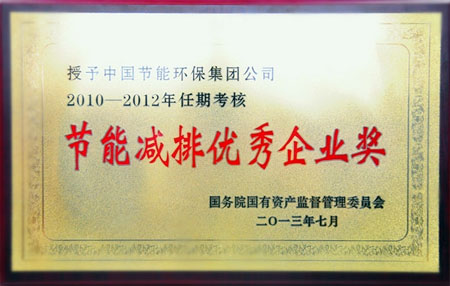 授予中国节能环保集团公司
2010—2012年任期考核
节能减排优秀企业奖
国务院国有资产监督管理委员会
二〇一三年七月